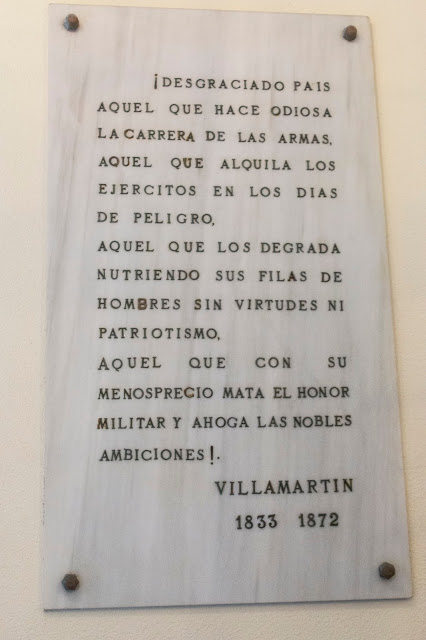 ¡DESGRACIADO PAIS
AQUEL QUE HACE ODIOSA
LA CARRERA DE LAS ARMAS,
AQUEL QUE ALQUILA LOS
EJERCITOS EN LOS DIAS
DE PELIGRO,
AQUEL QUE LOS DEGRADA
NUTRIENDO SUS FILAS DE
HOMBRES SIN VIRTUDES NI
PATRIOTISMO,
AQUEL QUE CON SU
MENOSPRECIO MATA EL HONOR
MILITAR Y AHOGA LAS NOBLES
AMBICIONES!.
VILLAMARTIN
1833 1872